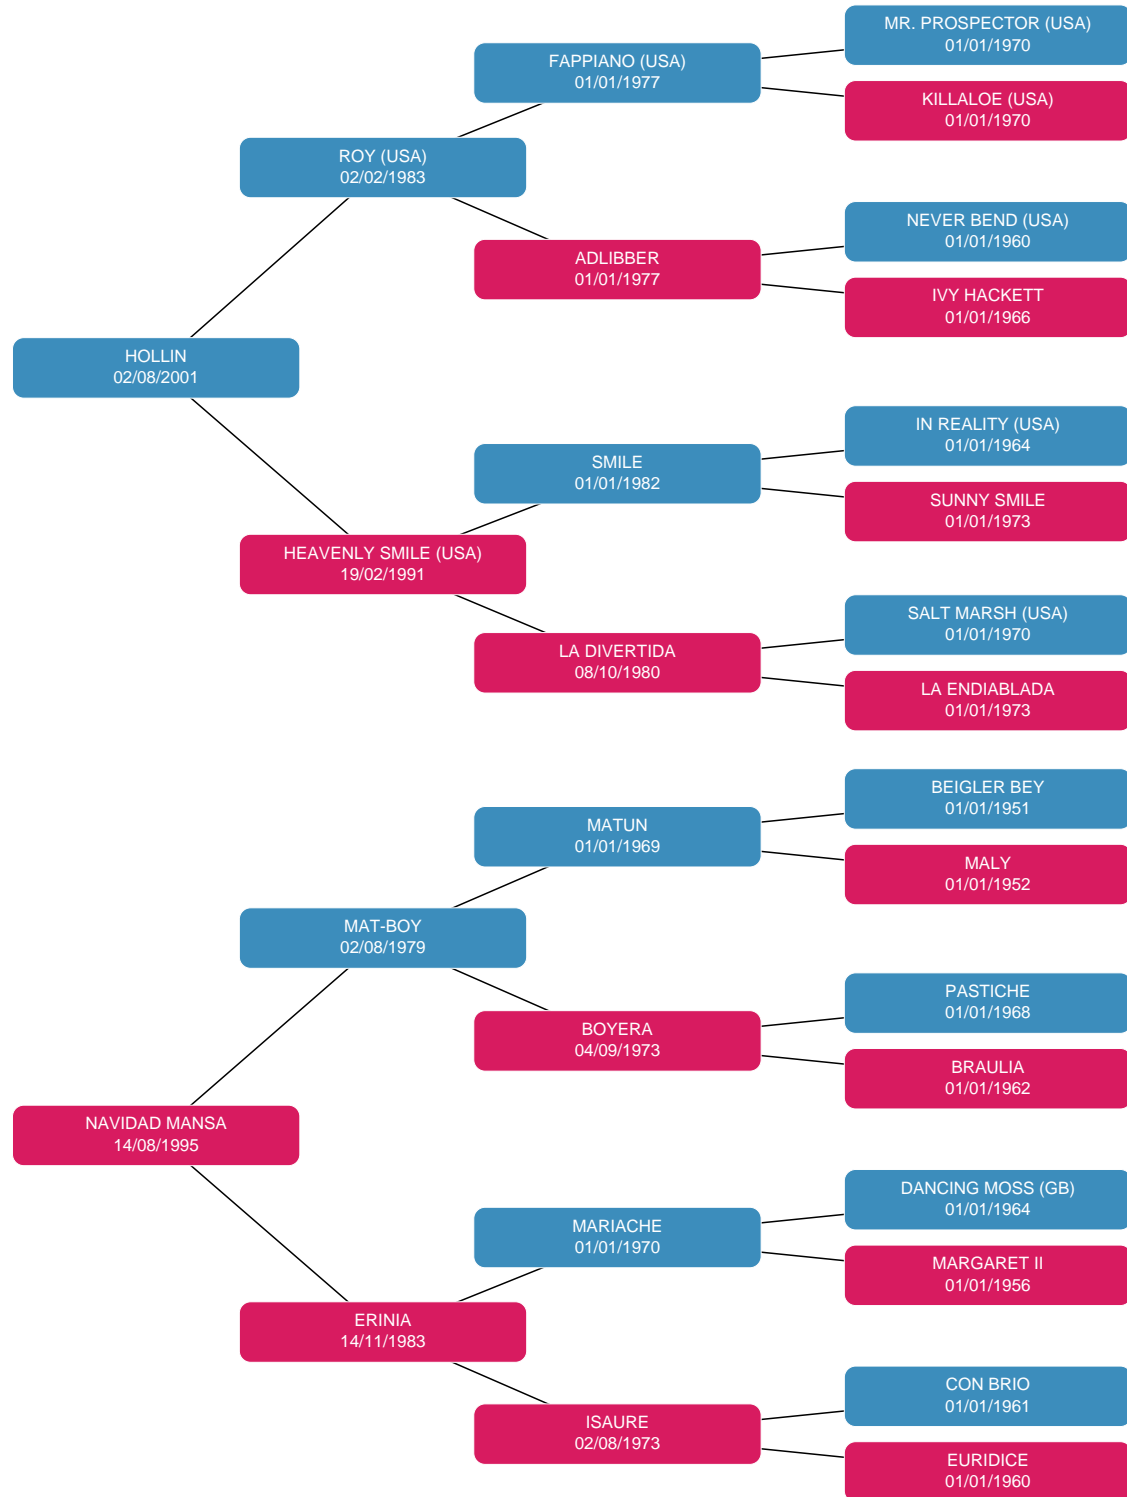 MR. PROSPECTOR (USA)
01/01/1970
FAPPIANO (USA)
01/01/1977
KILLALOE (USA)
01/01/1970
ROY (USA)
02/02/1983
NEVER BEND (USA)
01/01/1960
ADLIBBER
01/01/1977
IVY HACKETT
01/01/1966
HOLLIN
02/08/2001
IN REALITY (USA)
01/01/1964
SMILE
01/01/1982
SUNNY SMILE
01/01/1973
HEAVENLY SMILE (USA)
19/02/1991
SALT MARSH (USA)
01/01/1970
LA DIVERTIDA
08/10/1980
LA ENDIABLADA
01/01/1973
BEIGLER BEY
01/01/1951
MATUN
01/01/1969
MALY
01/01/1952
MAT-BOY
02/08/1979
PASTICHE
01/01/1968
BOYERA
04/09/1973
BRAULIA
01/01/1962
NAVIDAD MANSA
14/08/1995
DANCING MOSS (GB)
01/01/1964
MARIACHE
01/01/1970
MARGARET II
01/01/1956
ERINIA
14/11/1983
CON BRIO
01/01/1961
ISAURE
02/08/1973
EURIDICE
01/01/1960